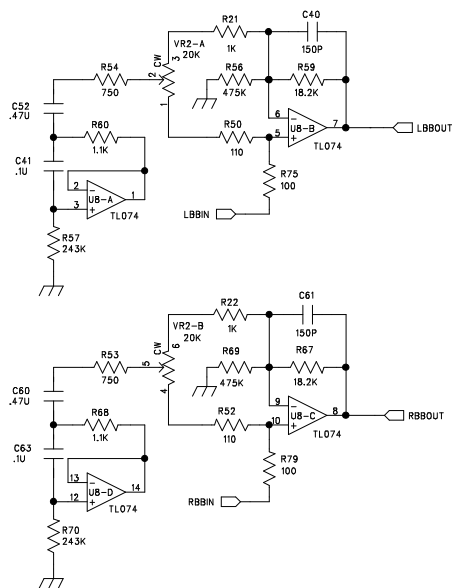 R21
1K
C40
150P
VR2-A
20K
CW
3
2
1
R54
750
R56
475K
R59
18.2K
C52
.47U
R60
1.1K
R50
110
6
5
7
U8-B
TL074
LBBOUT
C41
.1U
2
3
1
U8-A
TL074
R75
100
LBBIN
R57
243K
R22
1K
C61
150P
VR2-B
20K
CW
6
5
4
R53
750
R69
475K
R67
18.2K
C60
.47U
R68
1.1K
R52
110
9
10
8
U8-C
TL074
RBBOUT
C63
.1U
13
12
14
U8-D
TL074
R79
100
RBBIN
R70
243K